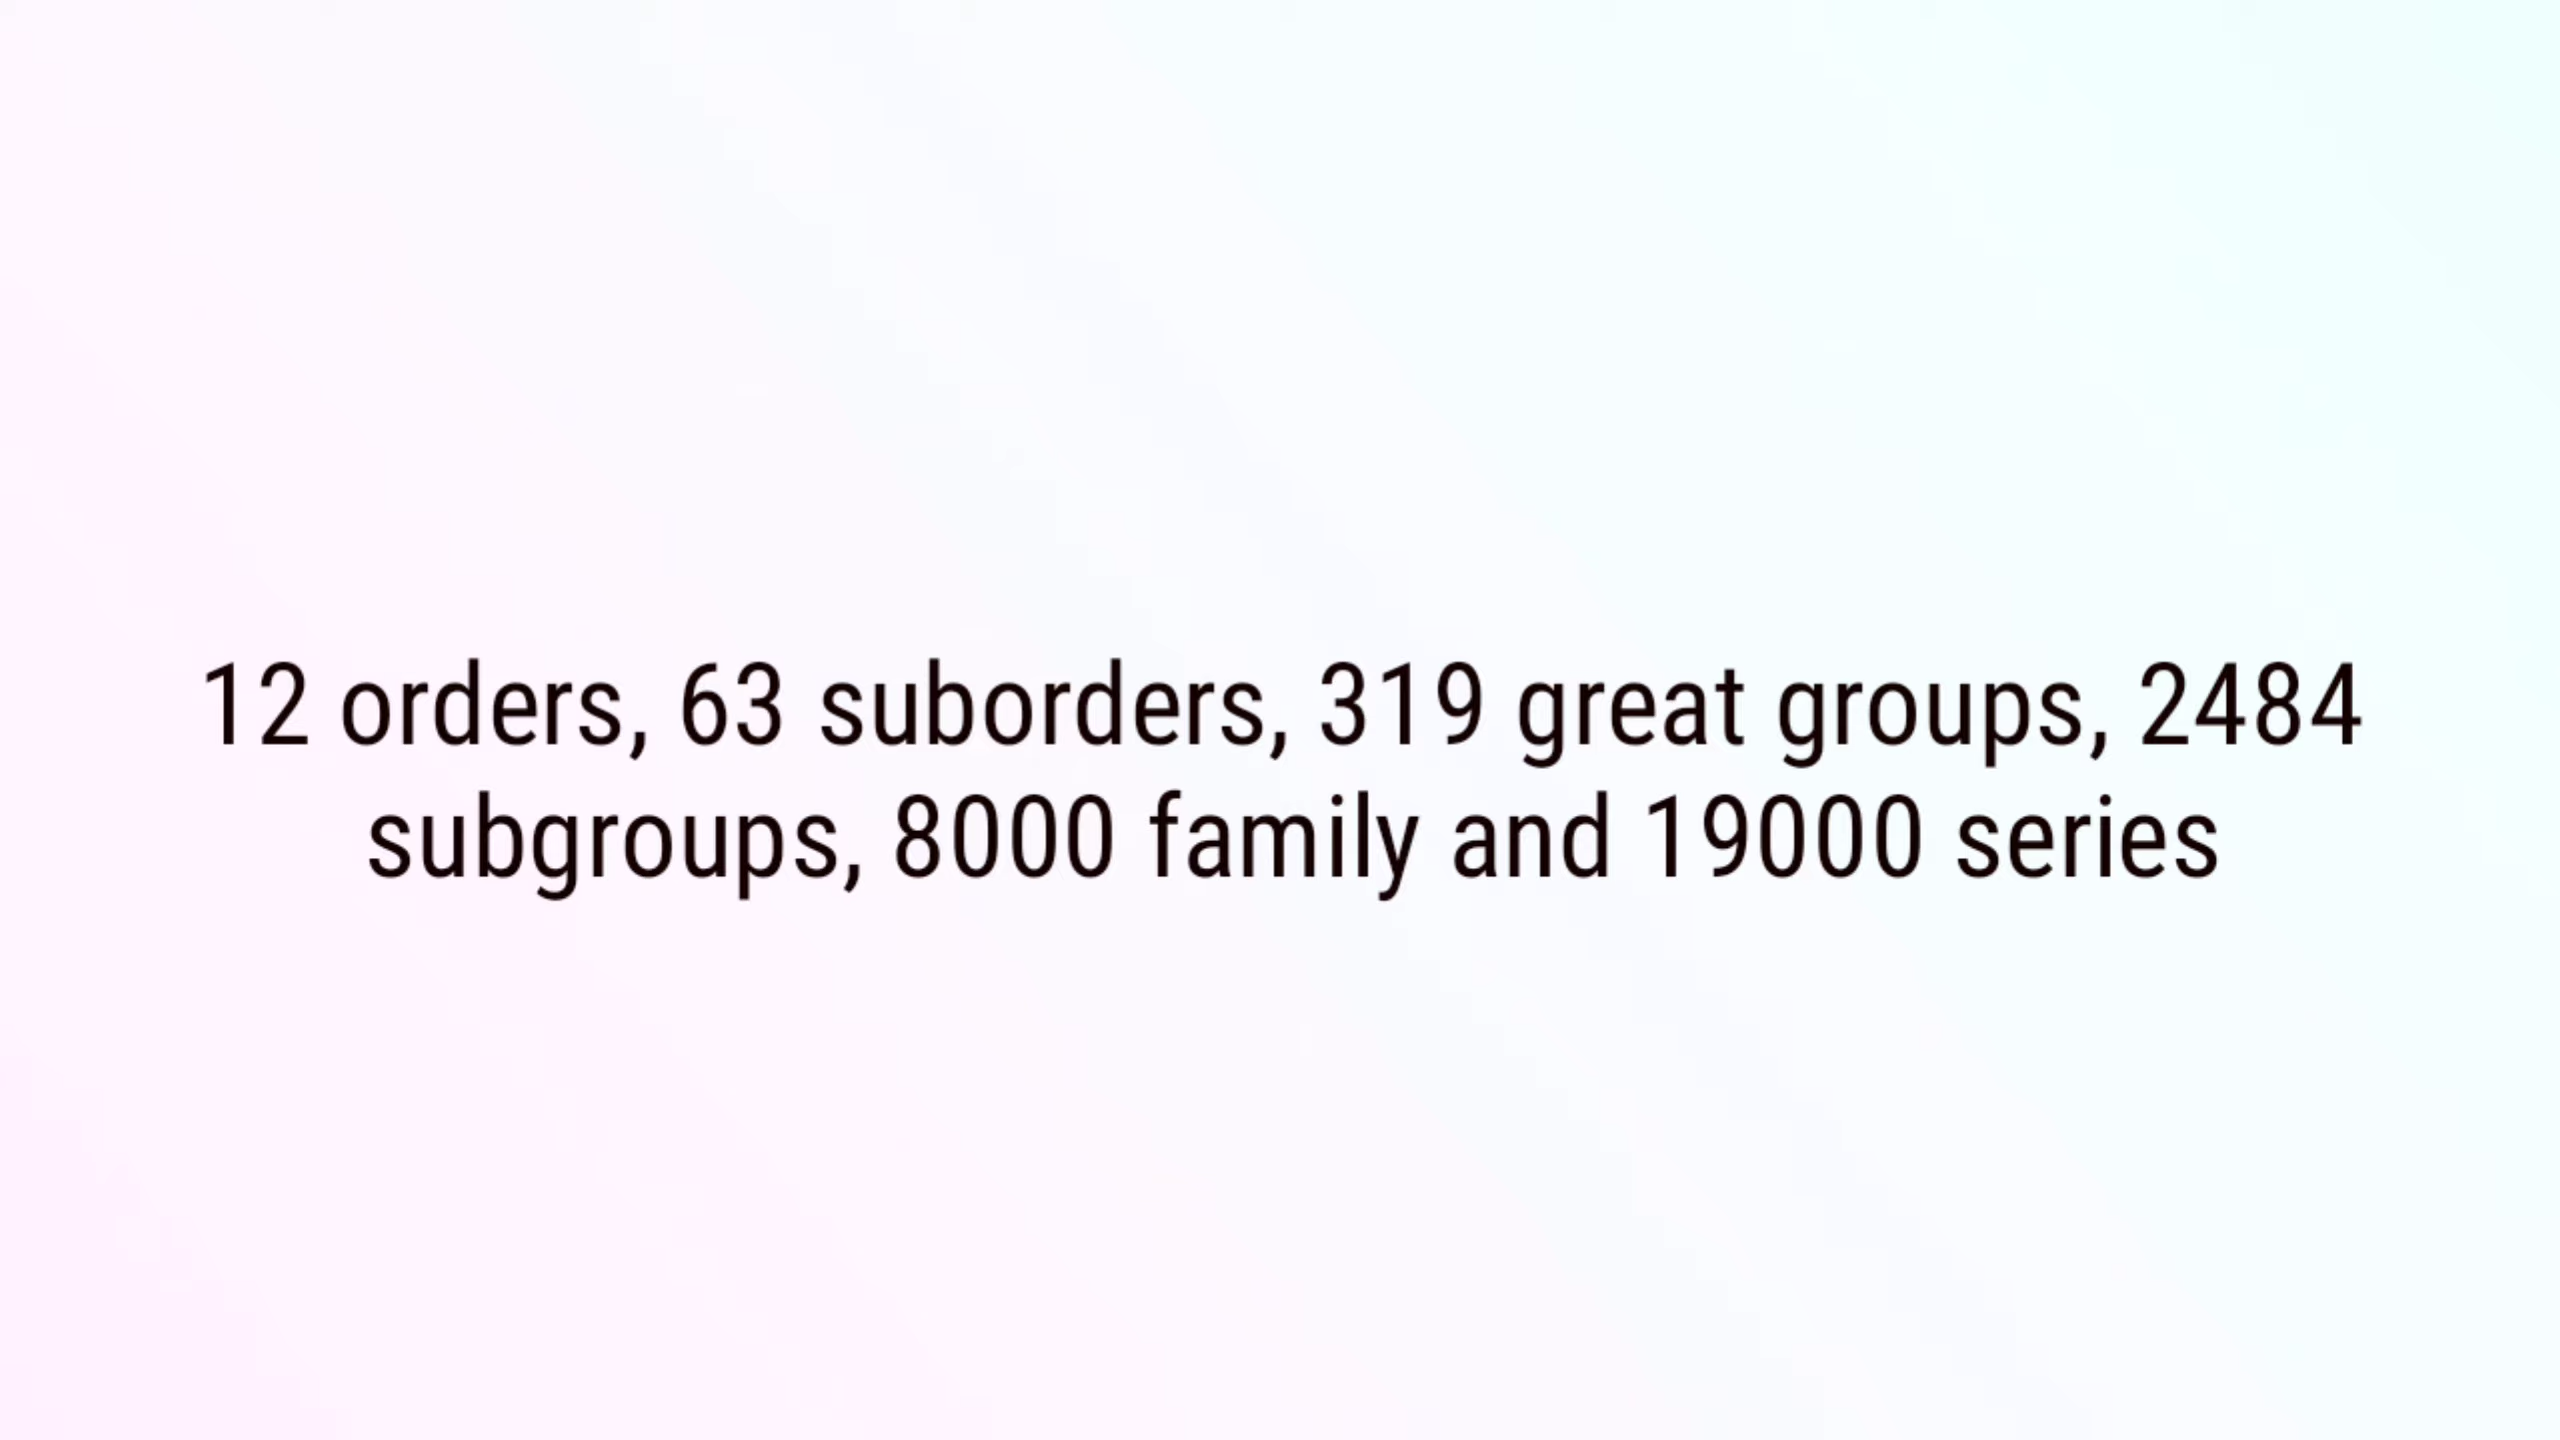 12 orders, 63 suborders, 319 great groups, 2484
subgroups, 8000 family and 19000 series